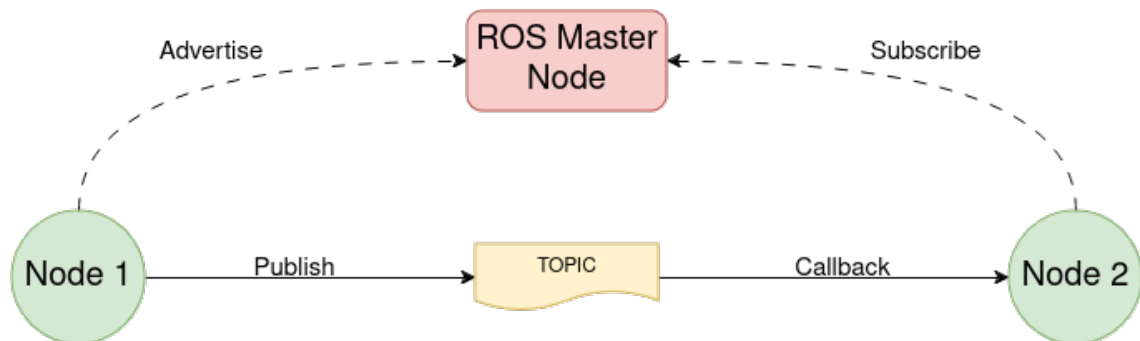 Advertise
ROS Master
Node
Subscribe
Node 1
Publish
TOPIC
Callback
Node 2